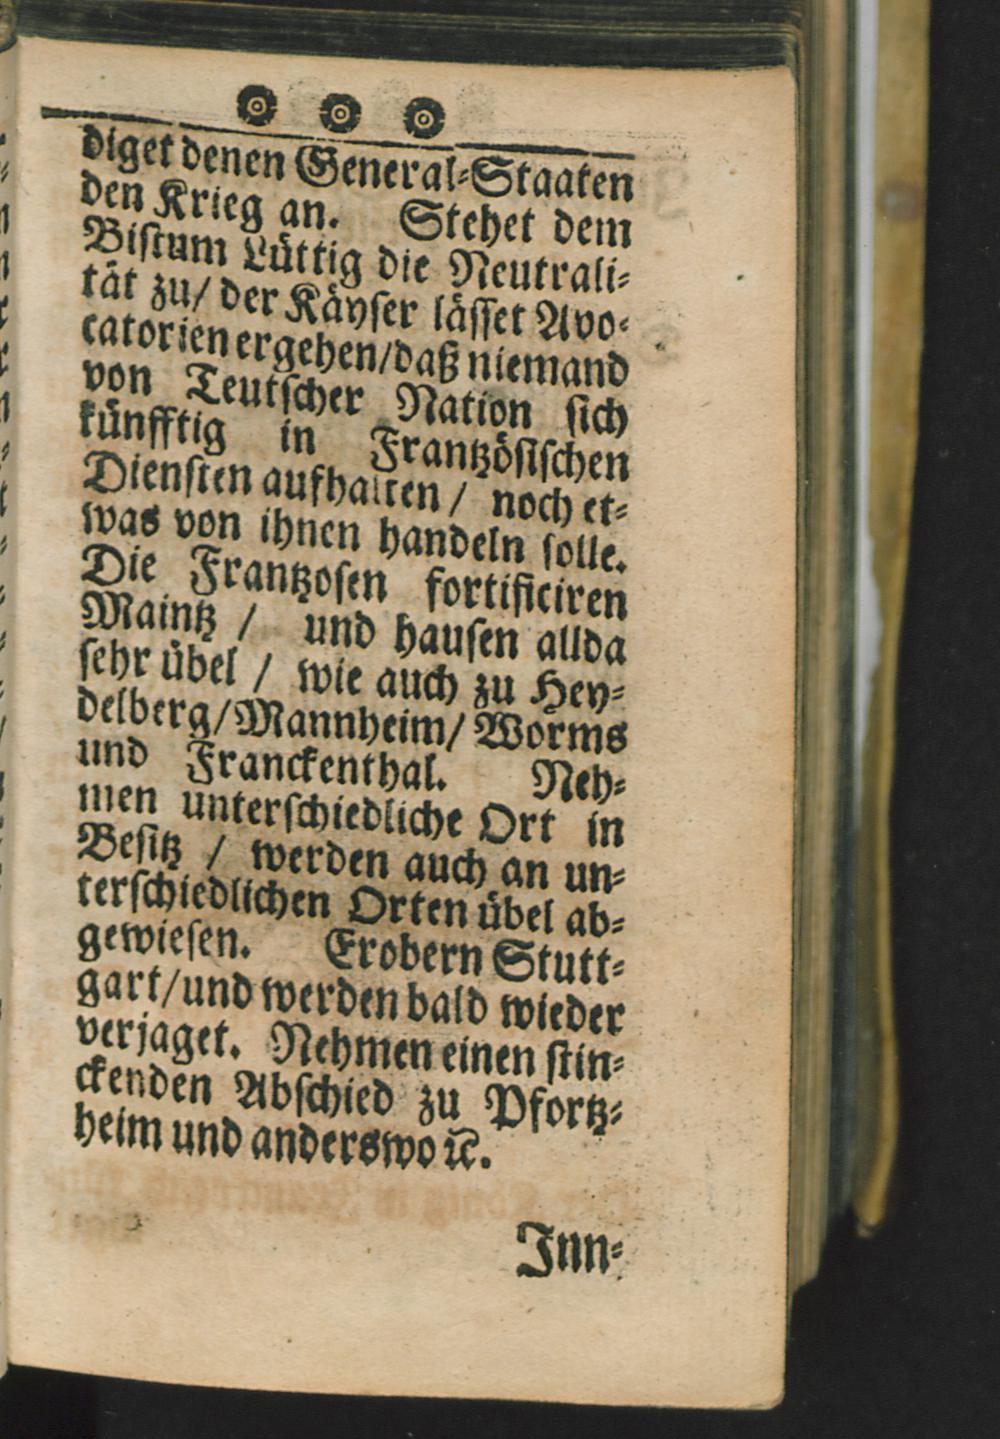 diget denen General-Staaten
den Krieg an. Stehet dem
Bistum Lüttig die Neutrali-
tät zu/ der Käyser lässet Avo-
catorien ergehen/daß niemand
von Teutscher Nation sich
künfftig in Frantzösischen
Diensten aufhalten / noch et-
was von ihnen handeln solle.
Die Frantzosen fortificiren
Maintz / und hausen allda
sehr übel / wie auch zu Hey-
delberg/Mannheim/ Worms
und Franckenthal. Neh-
men unterschiedliche Ort in
Besitz / werden auch an un-
terschiedlichen Orten übel ab-
gewiesen. Erobern Stutt-
gart/und werden bald wieder
verjaget. Nehmen einen stin-
ckenden Abschied zu Pfortz-
heim und anderswo ꝛc.
Inn-